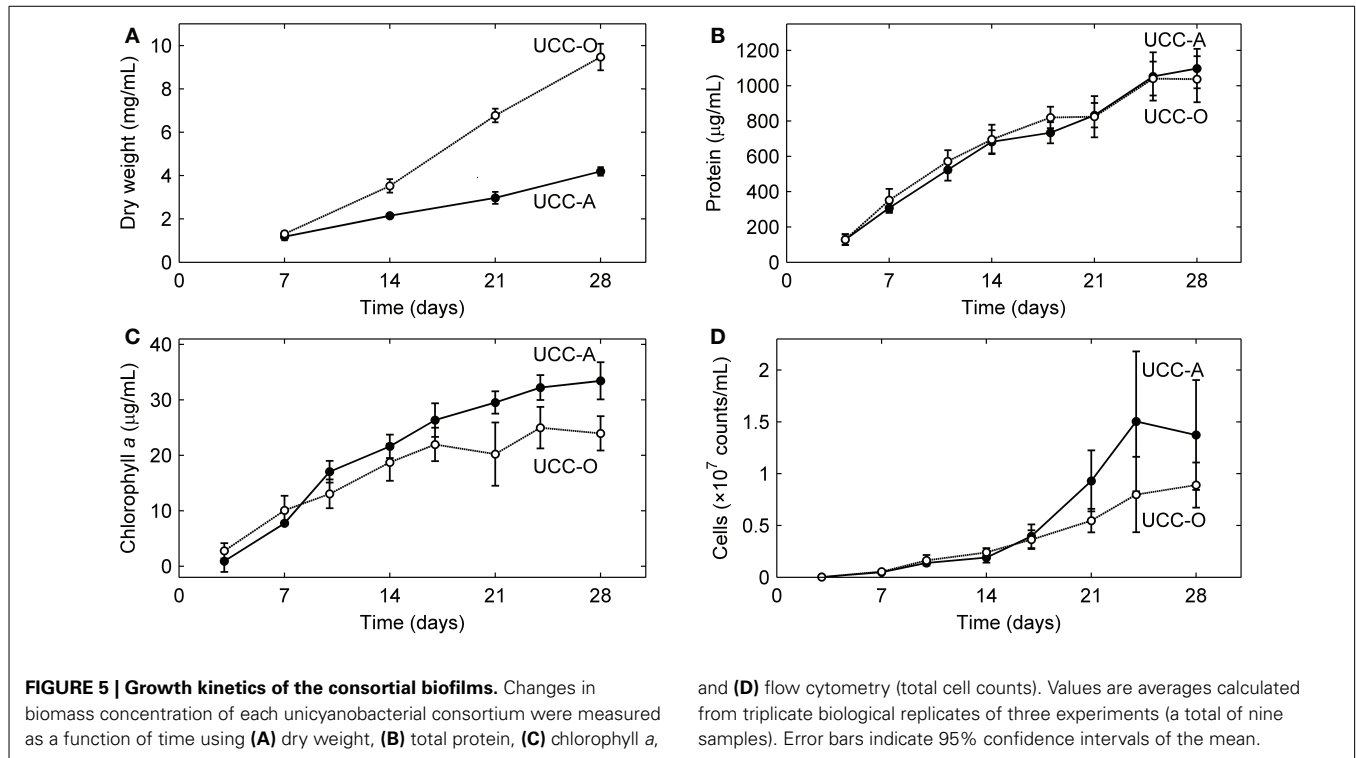 A
UCC-O
UCC-A
10
8
6
4
2
0
Dry weight (mg/mL)
0 7 14 21 28
Time (days)
B
UCC-A
UCC-O
1200
1000
800
600
400
200
0
Protein (µg/mL)
0 7 14 21 28
Time (days)
C
UCC-A
UCC-O
40
30
20
10
0
Chlorophyll a (µg/mL)
0 7 14 21 28
Time (days)
D
UCC-A
UCC-O
2
1.5
1
0.5
0
Cells (×10⁷ counts/mL)
0 7 14 21 28
Time (days)
FIGURE 5 | Growth kinetics of the consortial biofilms. Changes in
biomass concentration of each unicyanobacterial consortium were measured
as a function of time using (A) dry weight, (B) total protein, (C) chlorophyll a,
and (D) flow cytometry (total cell counts). Values are averages calculated
from triplicate biological replicates of three experiments (a total of nine
samples). Error bars indicate 95% confidence intervals of the mean.